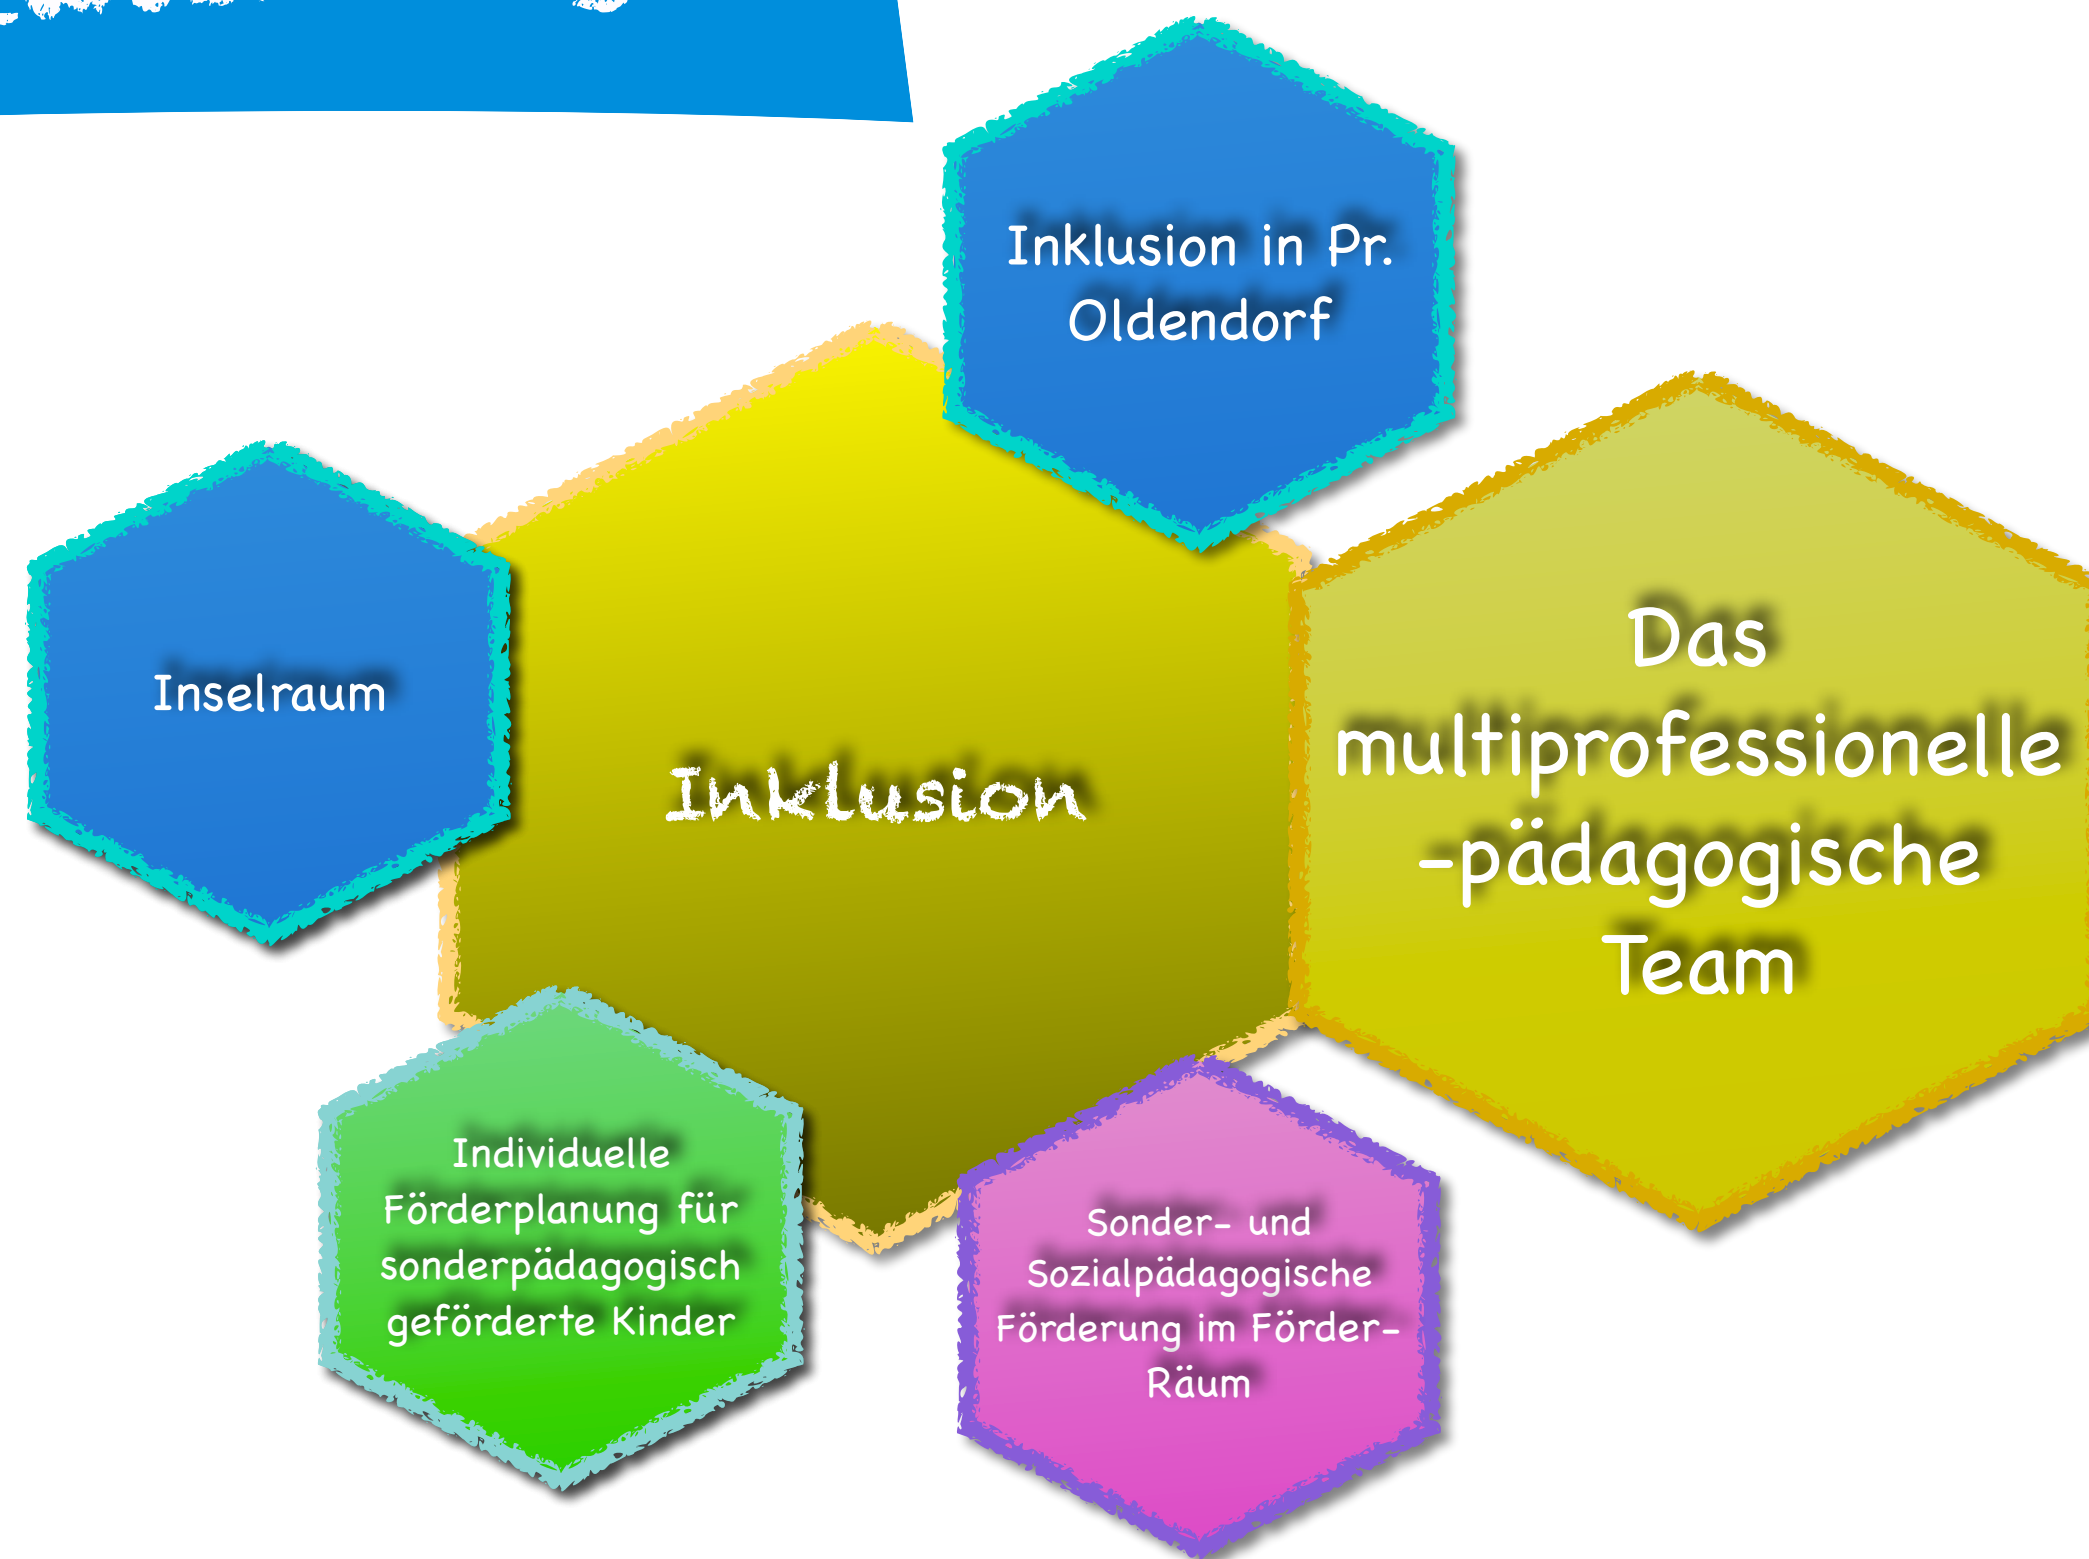 Inklusion in Pr.
Oldendorf
Inselraum
Inklusion
Das
multiprofessionelle
-pädagogische
Team
Individuelle
Förderplanung für
sonderpädagogisch
geförderte Kinder
Sonder- und
Sozialpädagogische
Förderung im Förder-
Räum